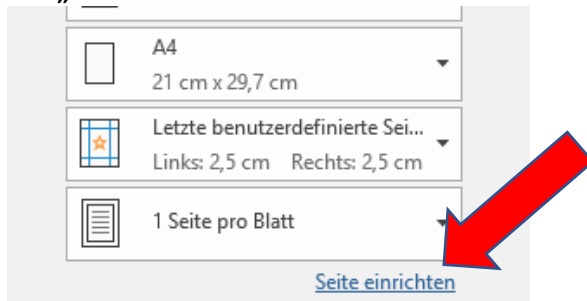 „
A4
21 cm x 29,7 cm
Letzte benutzerdefinierte Sei...
Links: 2,5 cm Rechts: 2,5 cm
1 Seite pro Blatt
Seite einrichten